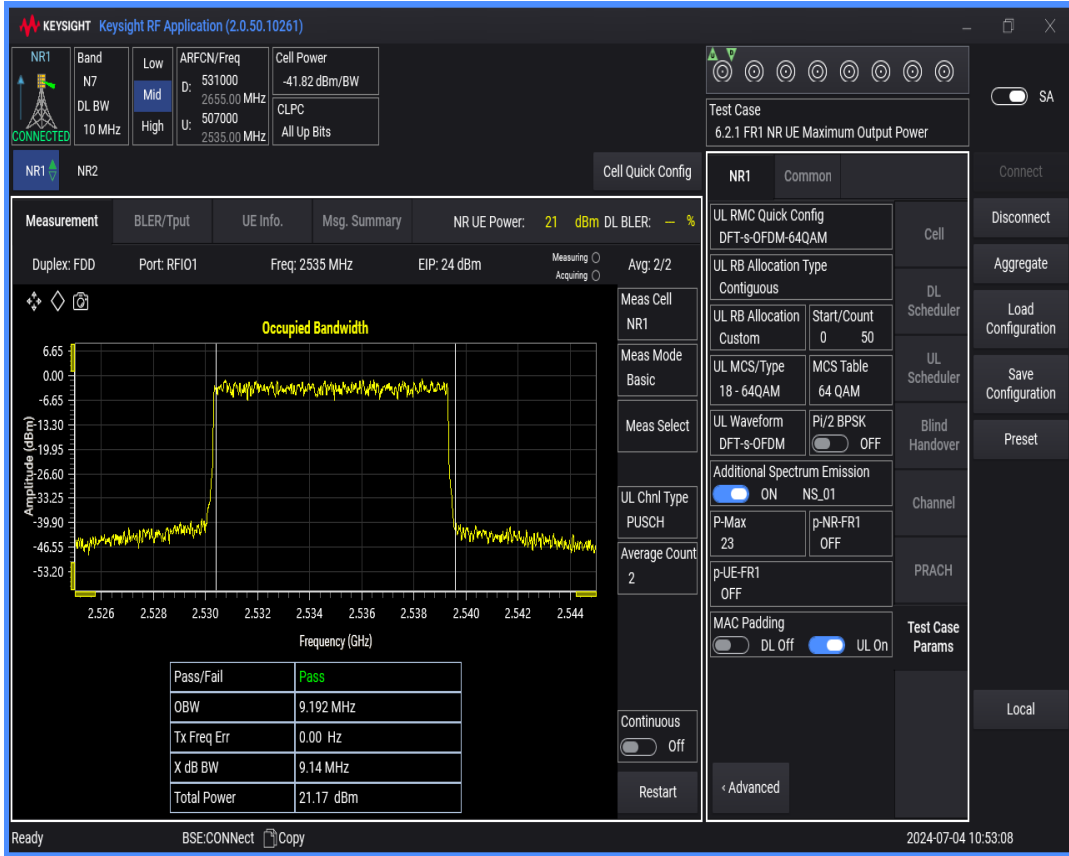 KEYSIGHT Keysight RF Application (2.0.50.10261)
NR1
CONNECTED
Band
N7
DL BW
10 MHz
Low
Mid
High
ARFCN/Freq
D: 531000
2655.00 MHz
U: 507000
2535.00 MHz
Cell Power
-41.82 dBm/BW
CLPC
All Up Bits
Test Case
6.2.1 FR1 NR UE Maximum Output Power
SA
NR1 NR2
Cell Quick Config
Connect
Disconnect
Aggregate
Load
Configuration
Save
Configuration
Preset
Local
Measurement BLER/Tput UE Info. Msg. Summary NR UE Power: 21 dBm DL BLER: --- %
Duplex: FDD Port: RFIO1 Freq: 2535 MHz EIP: 24 dBm Measuring Avg: 2/2
Acquiring
Occupied Bandwidth
Amplitude (dBm)
6.65
0.00
-6.65
-13.30
-19.95
-26.60
-33.25
-39.90
-46.55
-53.20
2.526 2.528 2.530 2.532 2.534 2.536 2.538 2.540 2.542 2.544
Frequency (GHz)
Pass/Fail Pass
OBW 9.192 MHz
Tx Freq Err 0.00 Hz
X dB BW 9.14 MHz
Total Power 21.17 dBm
Meas Cell
NR1
Meas Mode
Basic
Meas Select
UL Chnl Type
PUSCH
Average Count
2
Continuous
Off
Restart
NR1 Common
UL RMC Quick Config
DFT-s-OFDM-64QAM
UL RB Allocation Type
Contiguous
UL RB Allocation
Custom
Start/Count
0 50
UL MCS/Type
18 - 64QAM
MCS Table
64 QAM
UL Waveform
DFT-s-OFDM
Pi/2 BPSK
OFF
Additional Spectrum Emission
ON NS_01
P-Max
23
p-NR-FR1
OFF
p-UE-FR1
OFF
MAC Padding
DL Off UL On
‹ Advanced
Cell
DL
Scheduler
UL
Scheduler
Blind
Handover
Channel
PRACH
Test Case
Params
Ready BSE:CONNect Copy 2024-07-04 10:53:08